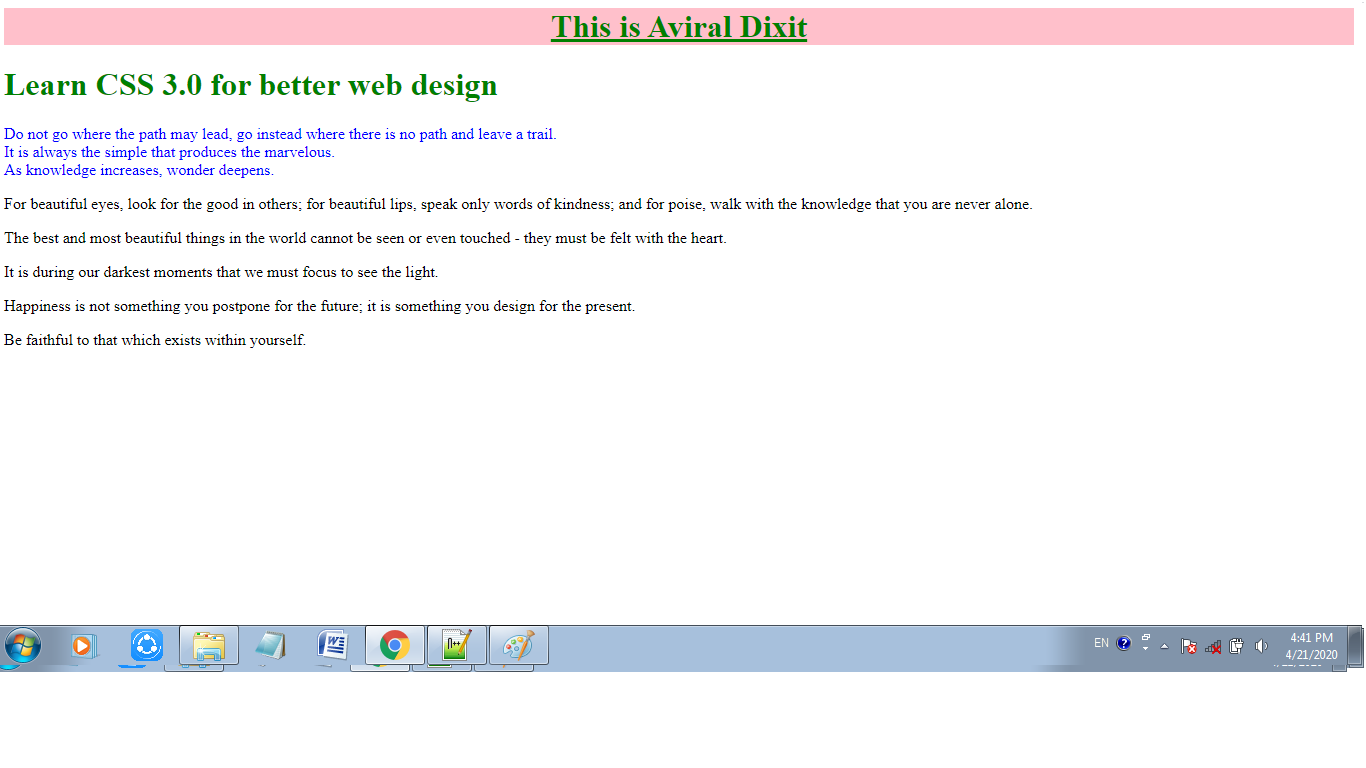 This is Aviral Dixit
Learn CSS 3.0 for better web design
Do not go where the path may lead, go instead where there is no path and leave a trail.
It is always the simple that produces the marvelous.
As knowledge increases, wonder deepens.
For beautiful eyes, look for the good in others; for beautiful lips, speak only words of kindness; and for poise, walk with the knowledge that you are never alone.
The best and most beautiful things in the world cannot be seen or even touched - they must be felt with the heart.
It is during our darkest moments that we must focus to see the light.
Happiness is not something you postpone for the future; it is something you design for the present.
Be faithful to that which exists within yourself.
EN
4:41 PM
4/21/2020